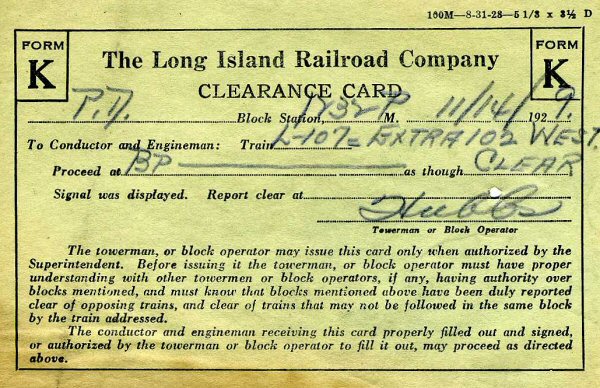 100M—8-31-28—5 1/3 x 3½ D
FORM K
FORM K
The Long Island Railroad Company
CLEARANCE CARD
P.D. Block Station, 1232P M. 11/14/ 1929.
To Conductor and Engineman: Train L-107 = EXTRA 102 WEST.
Proceed at BP as though CLEAR
Signal was displayed. Report clear at
Hubbs
Towerman or Block Operator
The towerman, or block operator may issue this card only when authorized by the
Superintendent. Before issuing it the towerman, or block operator must have proper
understanding with other towermen or block operators, if any, having authority over
blocks mentioned, and must know that blocks mentioned above have been duly reported
clear of opposing trains, and clear of trains that may not be followed in the same block
by the train addressed.
The conductor and engineman receiving this card properly filled out and signed,
or authorized by the towerman or block operator to fill it out, may proceed as directed
above.